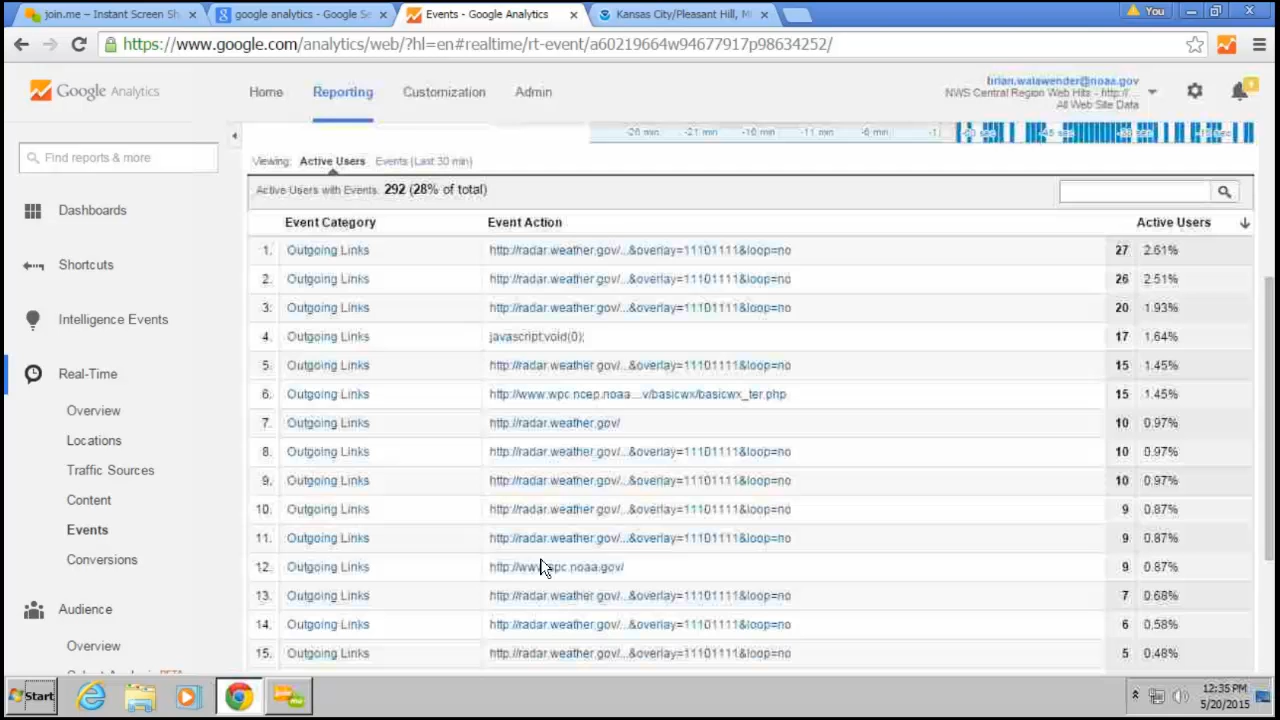 join.me – Instant Screen Sh
google analytics - Google Se
Events - Google Analytics
Kansas City/Pleasant Hill, M
You
https://www.google.com/analytics/web/?hl=en#realtime/rt-event/a60219664w94677917p98634252/
Google Analytics
Home Reporting Customization Admin
brian.walawender@noaa.gov
NWS Central Region Web Hits - http://...
All Web Site Data
Find reports & more
-26 min -21 min -16 min -11 min -6 min
Viewing: Active Users Events (Last 30 min)
Active Users with Events: 292 (28% of total)
Event Category Event Action Active Users
1. Outgoing Links http://radar.weather.gov/...&overlay=11101111&loop=no 27 2.61%
2. Outgoing Links http://radar.weather.gov/...&overlay=11101111&loop=no 26 2.51%
3. Outgoing Links http://radar.weather.gov/...&overlay=11101111&loop=no 20 1.93%
4. Outgoing Links javascript:void(0); 17 1.64%
5. Outgoing Links http://radar.weather.gov/...&overlay=11101111&loop=no 15 1.45%
6. Outgoing Links http://www.wpc.ncep.noaa....v/basicwx/basicwx_ter.php 15 1.45%
7. Outgoing Links http://radar.weather.gov/ 10 0.97%
8. Outgoing Links http://radar.weather.gov/...&overlay=11101111&loop=no 10 0.97%
9. Outgoing Links http://radar.weather.gov/...&overlay=11101111&loop=no 10 0.97%
10. Outgoing Links http://radar.weather.gov/...&overlay=11101111&loop=no 9 0.87%
11. Outgoing Links http://radar.weather.gov/...&overlay=11101111&loop=no 9 0.87%
12. Outgoing Links 9 0.87%
13. Outgoing Links http://radar.weather.gov/...&overlay=11101111&loop=no 7 0.68%
14. Outgoing Links http://radar.weather.gov/...&overlay=11101111&loop=no 6 0.58%
15. Outgoing Links http://radar.weather.gov/...&overlay=11101111&loop=no 5 0.48%
Dashboards
Shortcuts
Intelligence Events
Real-Time
Overview
Locations
Traffic Sources
Content
Events
Conversions
Audience
Overview
Start
12:35 PM
5/20/2015